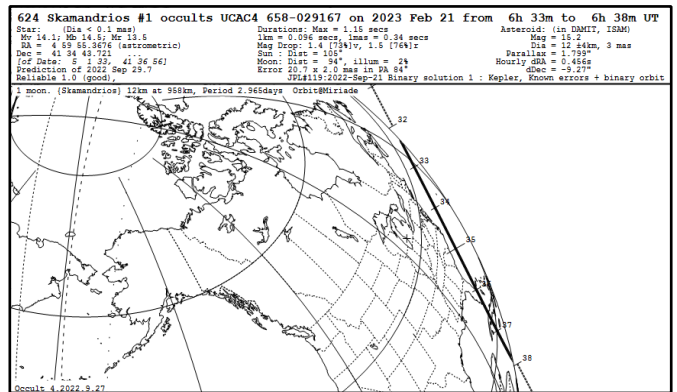 624 Skamandrios #1 occults UCAC4 658-029167 on 2023 Feb 21 from 6h 33m to 6h 38m UT
Star: (Dia < 0.1 mas)
Mv 14.1; Mb 14.5; Mr 13.5
RA = 4 59 55.3676 (astrometric)
Dec = 41 34 43.721 ...
[of Date: 5 1 33, 41 36 56]
Prediction of 2022 Sep 29.7
Reliable 1.0 (good),
Durations: Max = 1.15 secs
1km = 0.096 secs, 1mas = 0.34 secs
Mag Drop: 1.4 [73%]v, 1.5 [76%]r
Sun : Dist = 105°
Moon: Dist = 94°, illum = 2%
Error 20.7 x 2.0 mas in PA 84°
Asteroid: (in DAMIT, ISAM)
Mag = 15.2
Dia = 12 ±4km, 3 mas
Parallax = 1.799"
Hourly dRA = 0.456s
dDec = -9.27"
JPL#119:2022-Sep-21 Binary solution 1 : Kepler, Known errors + binary orbit
1 moon. (Skamandrios) 12km at 958km, Period 2.965days Orbit@Miriade
32
33
34
35
36
37
38
Occult 4.2022.9.27